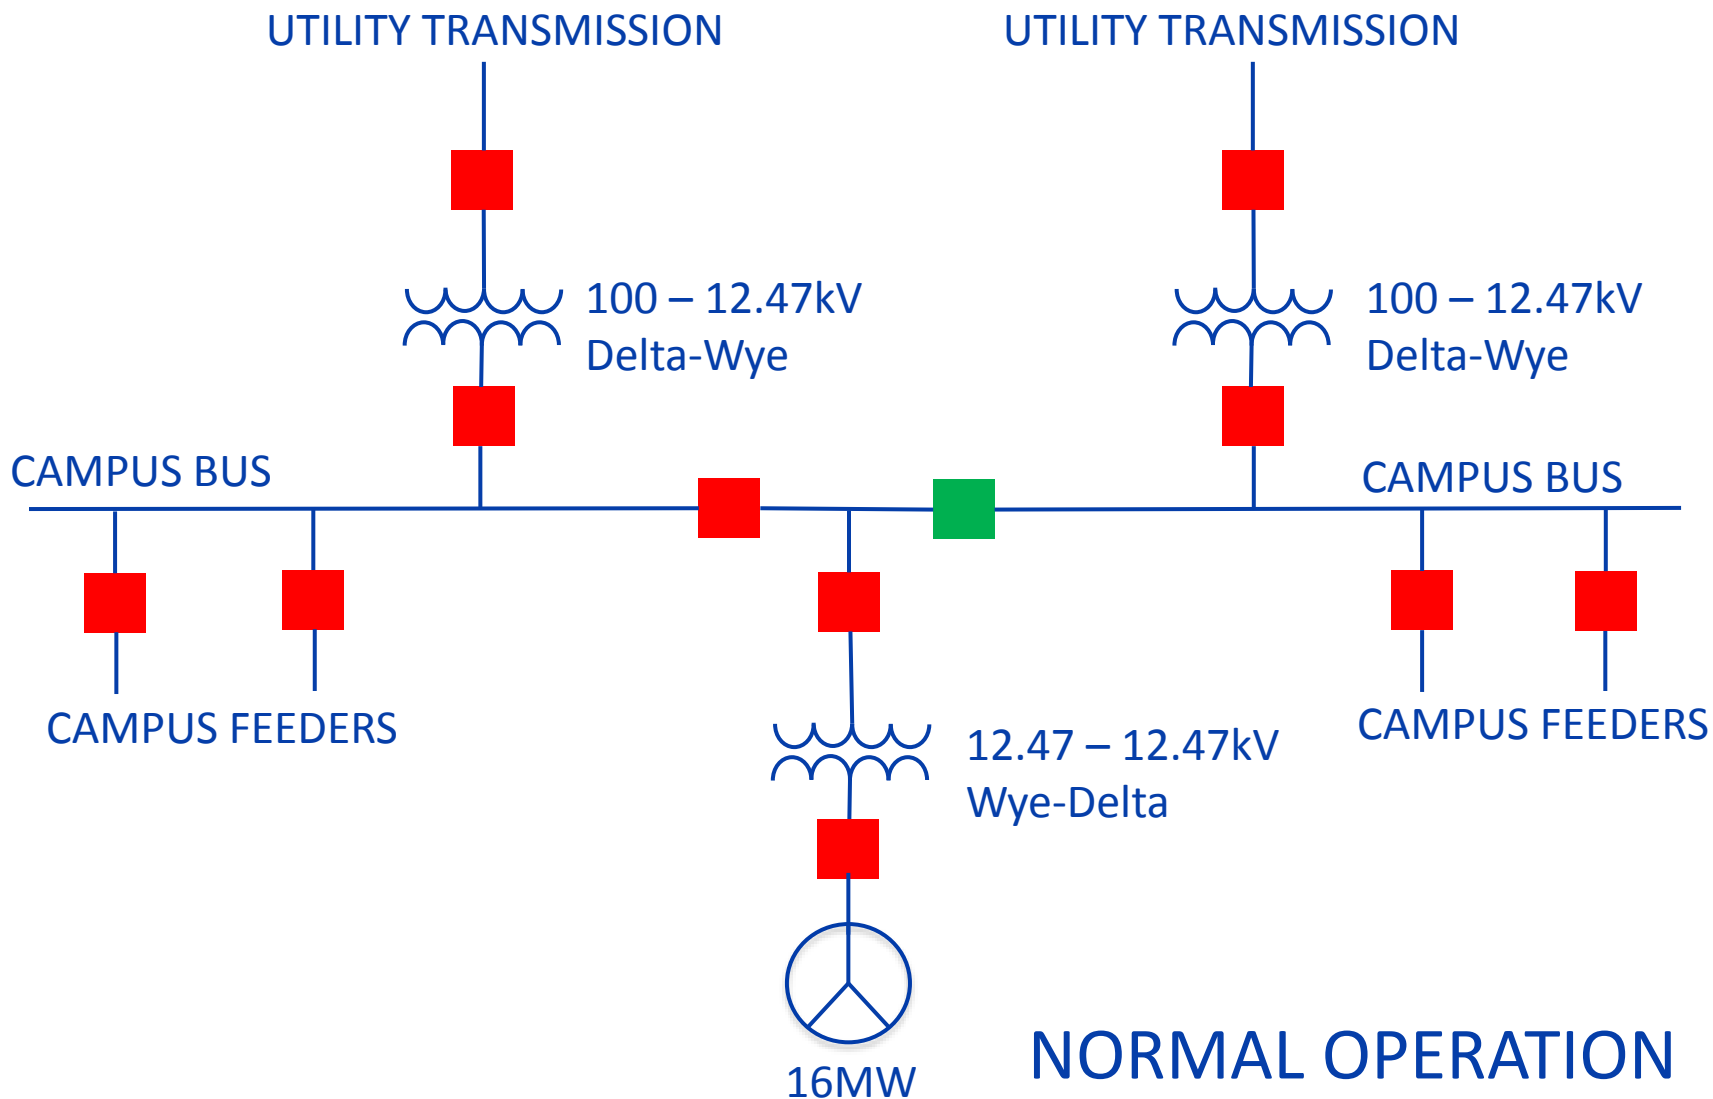 UTILITY TRANSMISSION
UTILITY TRANSMISSION
100 – 12.47kV
Delta-Wye
100 – 12.47kV
Delta-Wye
CAMPUS BUS
CAMPUS BUS
CAMPUS FEEDERS
CAMPUS FEEDERS
12.47 – 12.47kV
Wye-Delta
16MW
NORMAL OPERATION